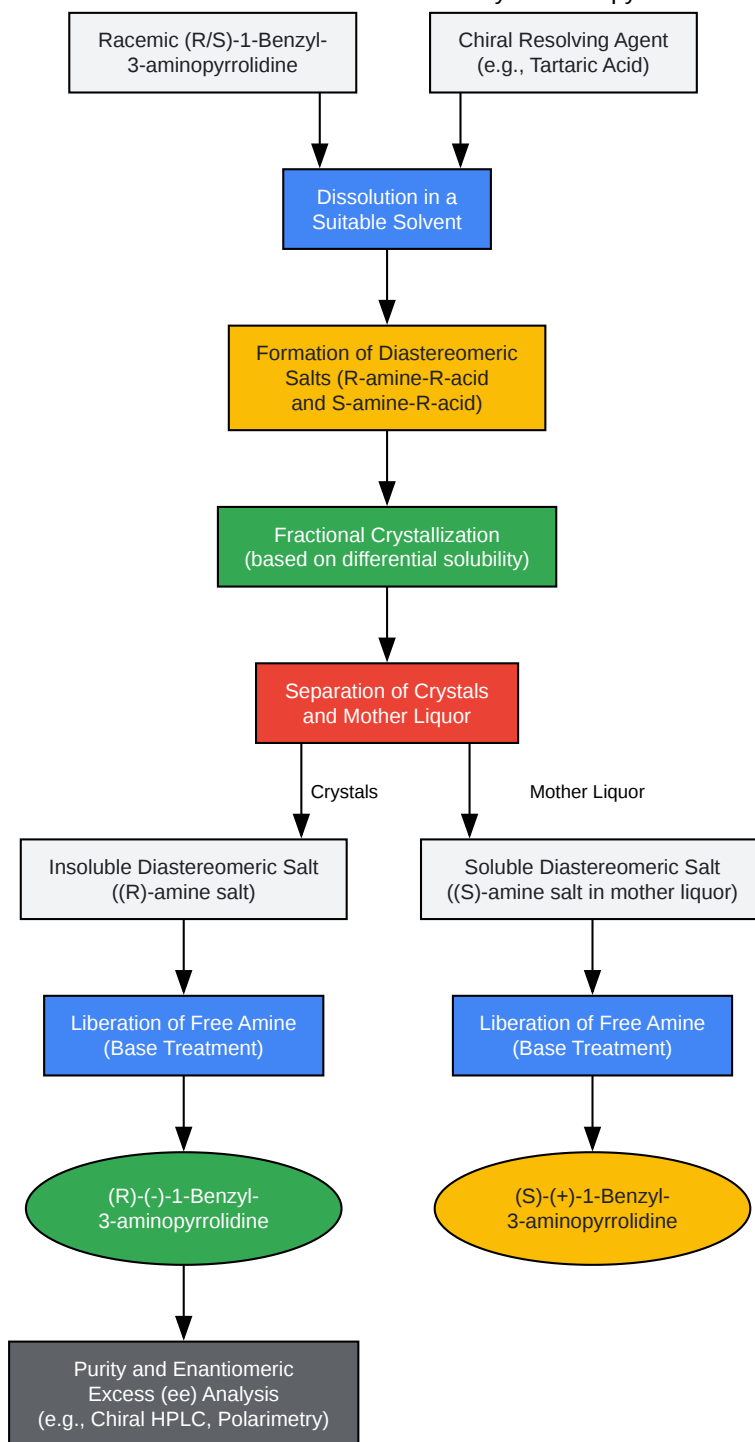 Racemic (R/S)-1-Benzyl-
3-aminopyrrolidine
Chiral Resolving Agent
(e.g., Tartaric Acid)
Dissolution in a
Suitable Solvent
Formation of Diastereomeric
Salts (R-amine-R-acid
and S-amine-R-acid)
Fractional Crystallization
(based on differential solubility)
Separation of Crystals
and Mother Liquor
Crystals
Mother Liquor
Insoluble Diastereomeric Salt
((R)-amine salt)
Soluble Diastereomeric Salt
((S)-amine salt in mother liquor)
Liberation of Free Amine
(Base Treatment)
Liberation of Free Amine
(Base Treatment)
(R)-(-)-1-Benzyl-
3-aminopyrrolidine
(S)-(+)-1-Benzyl-
3-aminopyrrolidine
Purity and Enantiomeric
Excess (ee) Analysis
(e.g., Chiral HPLC, Polarimetry)